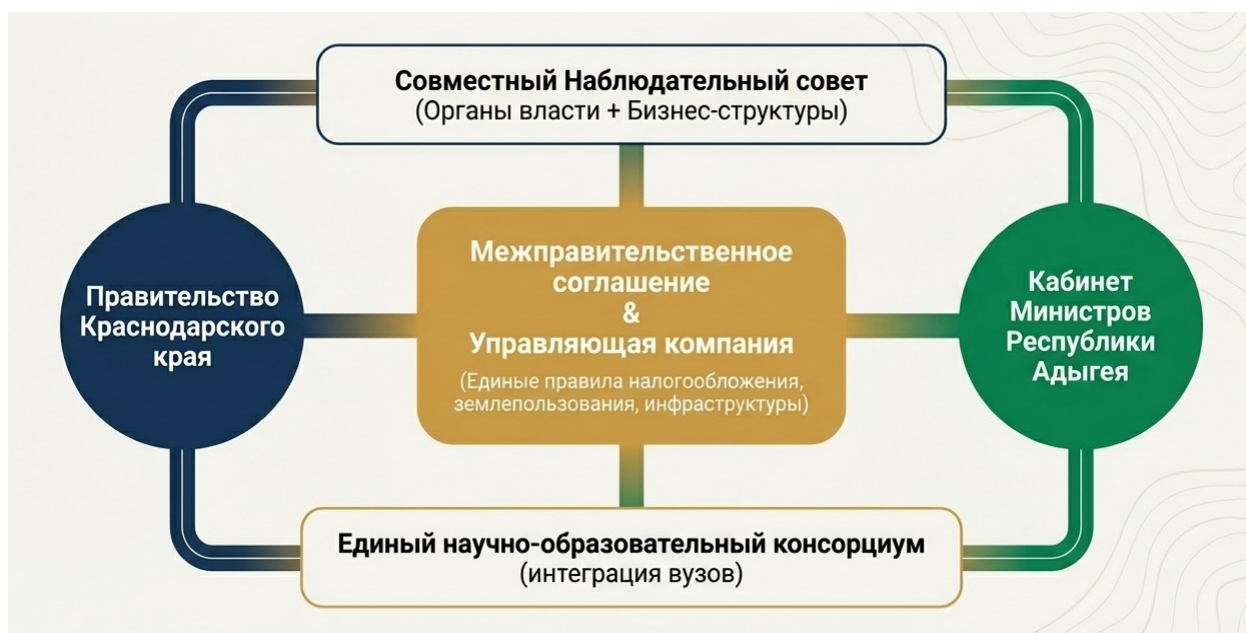 Совместный Наблюдательный совет
(Органы власти + Бизнес-структуры)
Правительство
Краснодарского
края
Межправительственное
соглашение
&
Управляющая компания
(Единые правила налогообложения,
землепользования, инфраструктуры)
Кабинет
Министров
Республики
Адыгея
Единый научно-образовательный консорциум
(интеграция вузов)